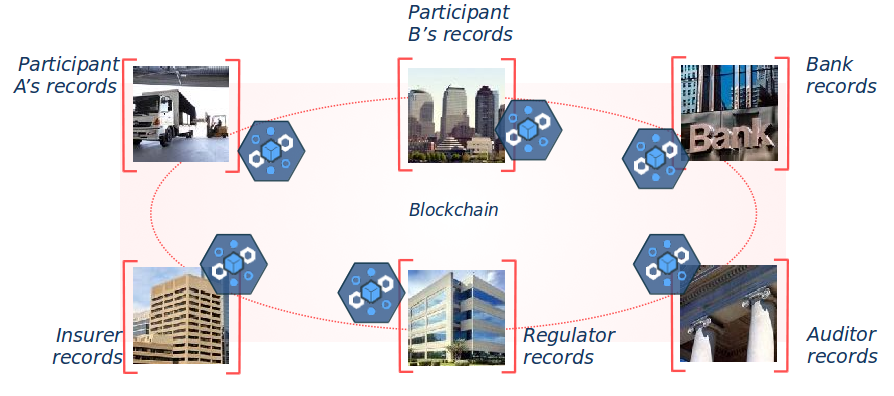 Participant
B’s records
Participant
A’s records
Bank
records
Bank
Blockchain
Insurer
records
Regulator
records
Auditor
records